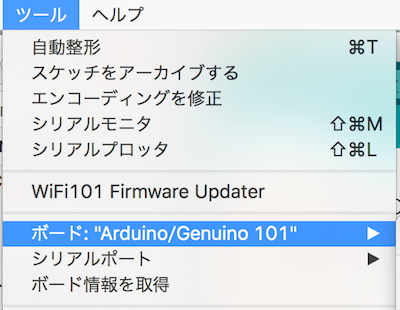 ツール ヘルプ
自動整形 ⌘T
スケッチをアーカイブする
エンコーディングを修正
シリアルモニタ ⇧⌘M
シリアルプロッタ ⇧⌘L
WiFi101 Firmware Updater
ボード: "Arduino/Genuino 101" ▶
シリアルポート ▶
ボード情報を取得